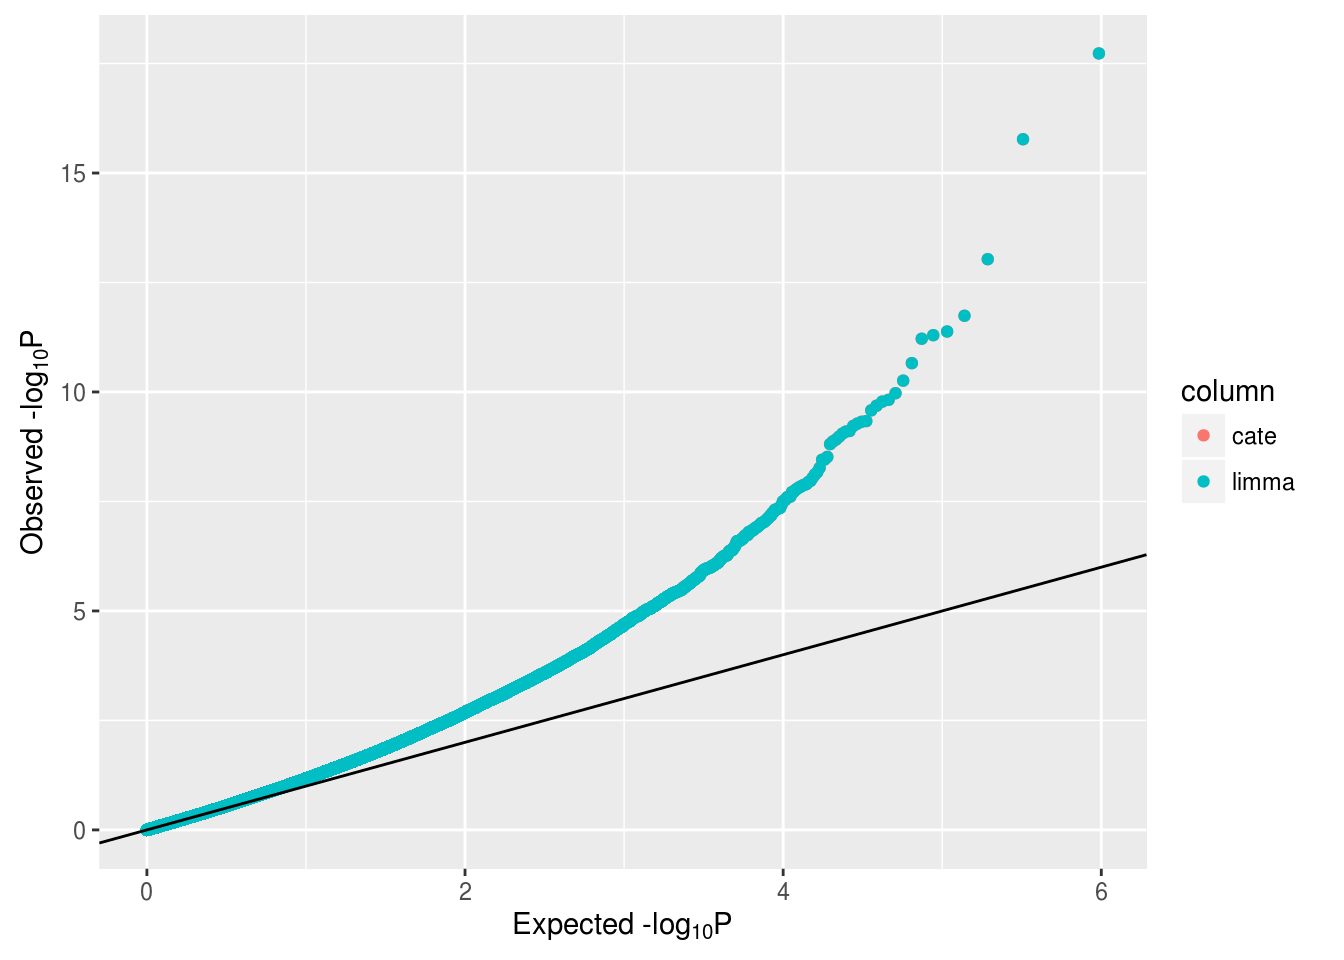 15
10
5
0
0 2 4 6
Observed -log₁₀P
Expected -log₁₀P
column
cate
limma